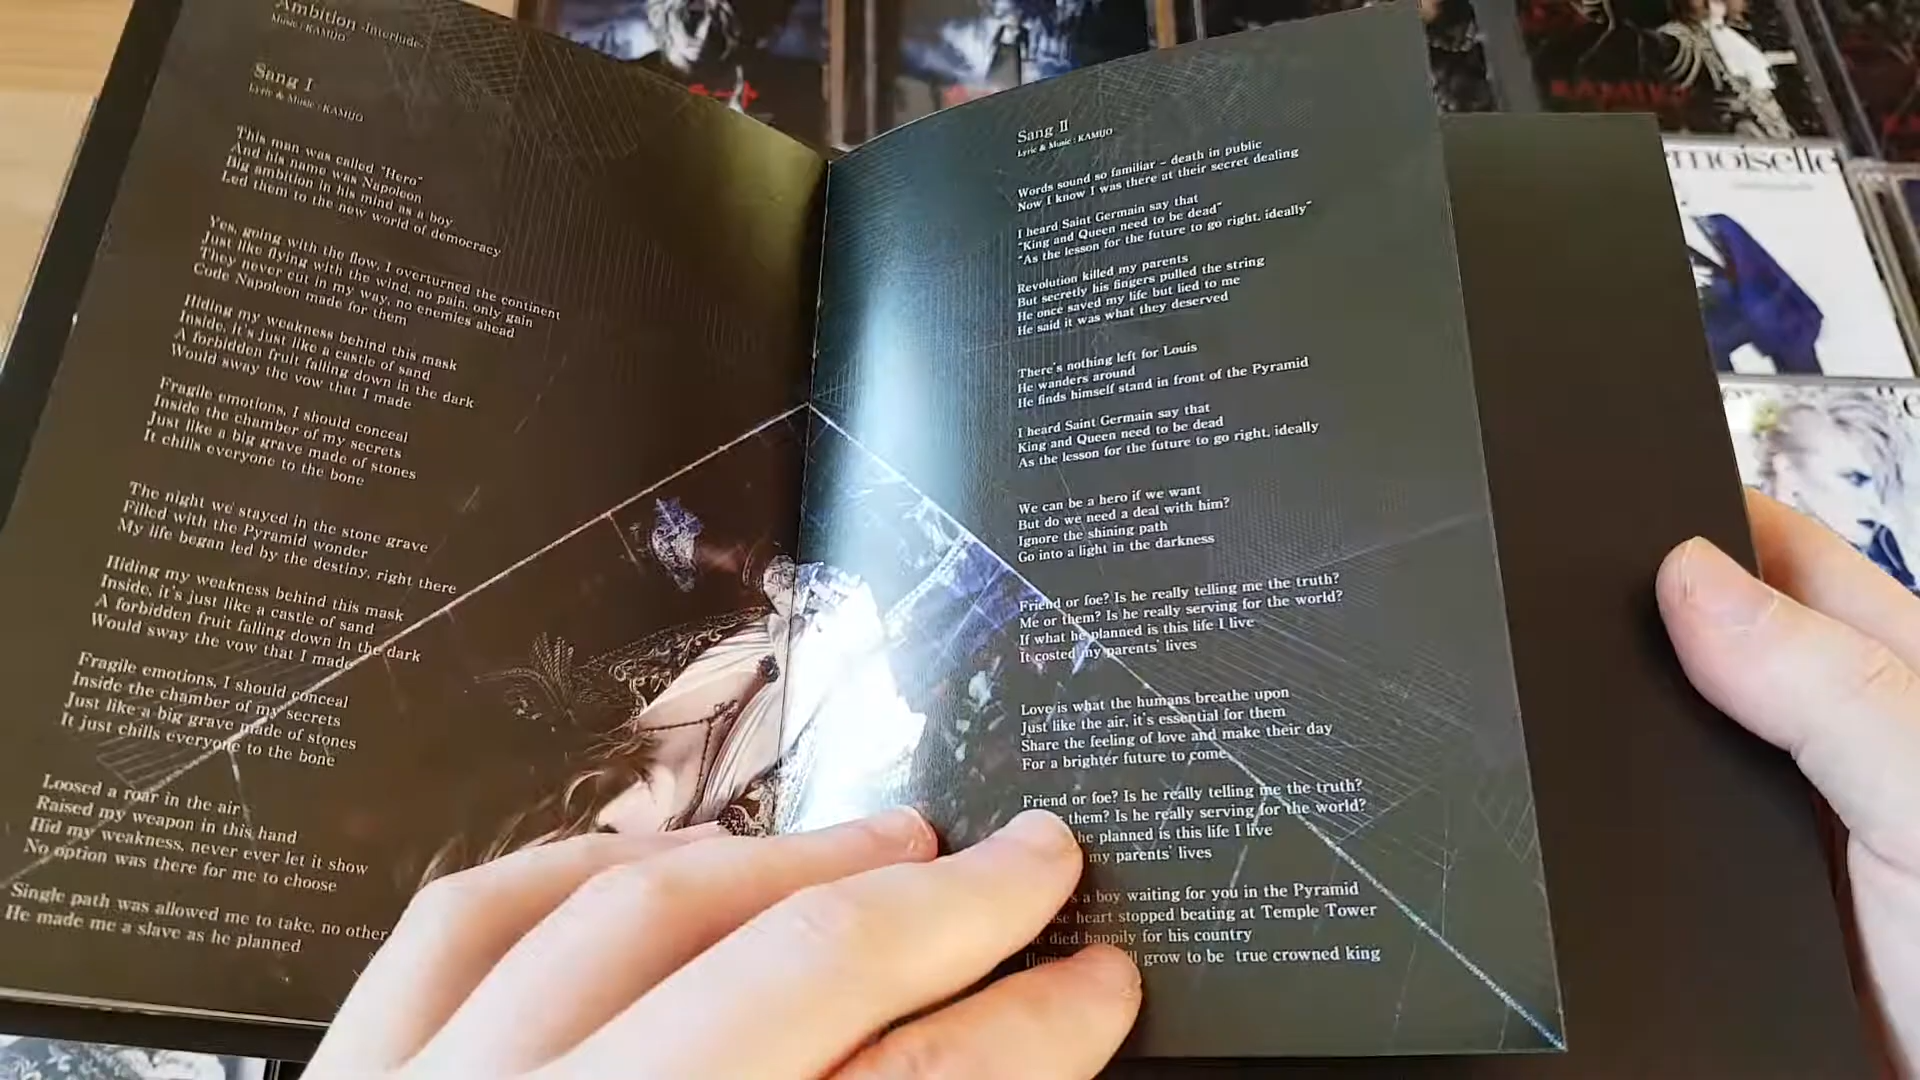 Ambition -Interlude-
Music : KAMIJO
Sang I
Lyric & Music : KAMIJO
This man was called "Hero"
And his name was Napoleon
Big ambition in his mind as a boy
Led them to the new world of democracy
Yes, going with the flow, I overturned the continent
Just like flying with the wind, no pain, only gain
They never cut in my way, no enemies ahead
Code Napoleon made for them
Hiding my weakness behind this mask
Inside, it's just like a castle of sand
A forbidden fruit falling down in the dark
Would sway the vow that I made
Fragile emotions, I should conceal
Inside the chamber of my secrets
Just like a big grave made of stones
It chills everyone to the bone
The night we stayed in the stone grave
Filled with the Pyramid wonder
My life began led by the destiny, right there
Hiding my weakness behind this mask
Inside, it's just like a castle of sand
A forbidden fruit falling down in the dark
Would sway the vow that I made
Fragile emotions, I should conceal
Inside the chamber of my secrets
Just like a big grave made of stones
It just chills everyone to the bone
Loosed a roar in the air
Raised my weapon in this hand
Hid my weakness, never ever let it show
No option was there for me to choose
Single path was allowed me to take, no other
He made me a slave as he planned
Sang II
Lyric & Music : KAMIJO
Words sound so familiar – death in public
Now I know I was there at their secret dealing
I heard Saint Germain say that
"King and Queen need to be dead"
"As the lesson for the future to go right, ideally"
Revolution killed my parents
But secretly his fingers pulled the string
He once saved my life but lied to me
He said it was what they deserved
There's nothing left for Louis
He wanders around
He finds himself stand in front of the Pyramid
I heard Saint Germain say that
King and Queen need to be dead
As the lesson for the future to go right, ideally
We can be a hero if we want
But do we need a deal with him?
Ignore the shining path
Go into a light in the darkness
Friend or foe? Is he really telling me the truth?
Me or them? Is he really serving for the world?
If what he planned is this life I live
It costed my parents' lives
Love is what the humans breathe upon
Just like the air, it's essential for them
Share the feeling of love and make their day
For a brighter future to come
Friend or foe? Is he really telling me the truth?
them? Is he really serving for the world?
he planned is this life I live
my parents' lives
a boy waiting for you in the Pyramid
heart stopped beating at Temple Tower
died happily for his country
grow to be true crowned king
KAMIJO
moiselle